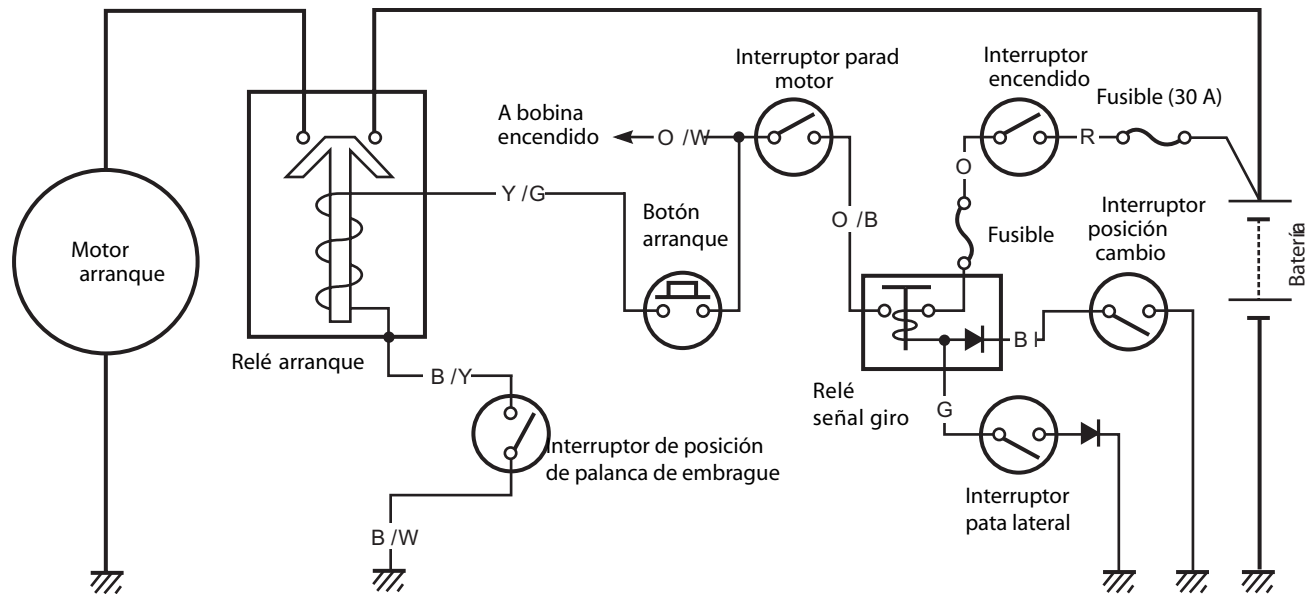 Interruptor parad
motor
Interruptor
encendido
Fusible (30 A)
A bobina
encendido
O /W
R
O
Y /G
Botón
arranque
O /B
Fusible
Interruptor
posición
cambio
Batería
Motor
arranque
Relé arranque
B /Y
B l
Relé
señal giro
G
Interruptor de posición
de palanca de embrague
Interruptor
pata lateral
B /W